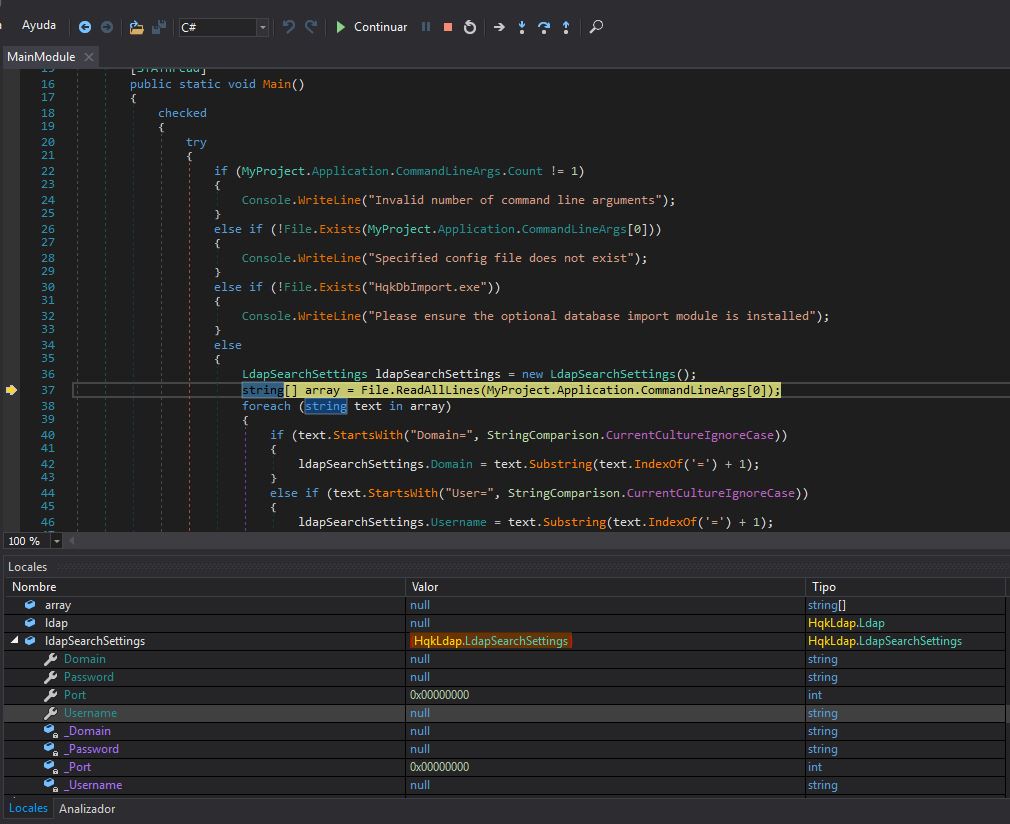 Ayuda C# Continuar
MainModule
15 [STAThread]
16 public static void Main()
17 {
18 checked
19 {
20 try
21 {
22 if (MyProject.Application.CommandLineArgs.Count != 1)
23 {
24 Console.WriteLine("Invalid number of command line arguments");
25 }
26 else if (!File.Exists(MyProject.Application.CommandLineArgs[0]))
27 {
28 Console.WriteLine("Specified config file does not exist");
29 }
30 else if (!File.Exists("HqkDbImport.exe"))
31 {
32 Console.WriteLine("Please ensure the optional database import module is installed");
33 }
34 else
35 {
36 LdapSearchSettings ldapSearchSettings = new LdapSearchSettings();
37 string[] array = File.ReadAllLines(MyProject.Application.CommandLineArgs[0]);
38 foreach (string text in array)
39 {
40 if (text.StartsWith("Domain=", StringComparison.CurrentCultureIgnoreCase))
41 {
42 ldapSearchSettings.Domain = text.Substring(text.IndexOf('=') + 1);
43 }
44 else if (text.StartsWith("User=", StringComparison.CurrentCultureIgnoreCase))
45 {
46 ldapSearchSettings.Username = text.Substring(text.IndexOf('=') + 1);
100 %
Locales
Nombre Valor Tipo
array null string[]
ldap null HqkLdap.Ldap
ldapSearchSettings HqkLdap.LdapSearchSettings HqkLdap.LdapSearchSettings
Domain null string
Password null string
Port 0x00000000 int
Username null string
_Domain null string
_Password null string
_Port 0x00000000 int
_Username null string
Locales Analizador